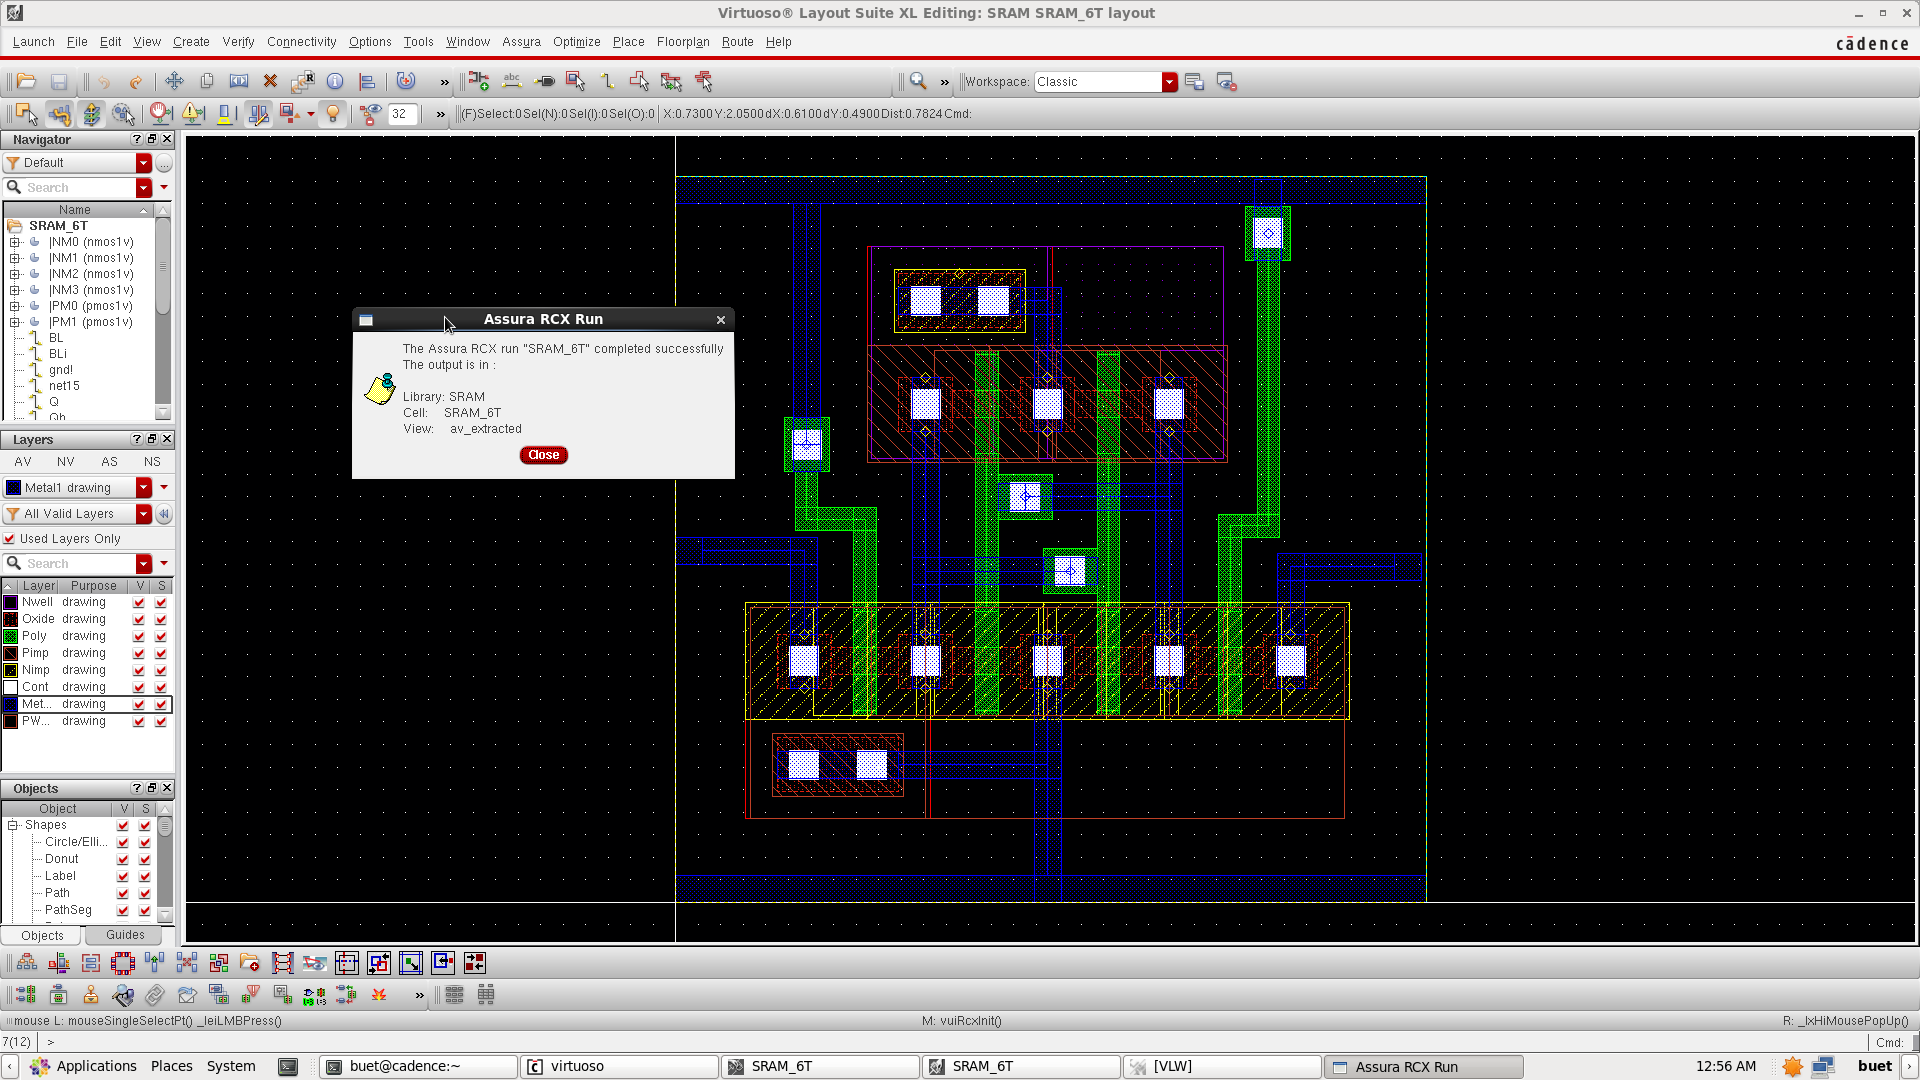 Virtuoso® Layout Suite XL Editing: SRAM SRAM_6T layout
Launch File Edit View Create Verify Connectivity Options Tools Window Assura Optimize Place Floorplan Route Help
cādence
Workspace: Classic
32 (F)Select:0 Sel(N):0 Sel(I):0 Sel(O):0 X:0.7300 Y:2.0500 dX:0.6100 dY:0.4900 Dist:0.7824 Cmd:
Navigator
Default
Search
Name
SRAM_6T
|NM0 (nmos1v)
|NM1 (nmos1v)
|NM2 (nmos1v)
|NM3 (nmos1v)
|PM0 (pmos1v)
|PM1 (pmos1v)
BL
BLi
gnd!
net15
Q
Qb
Layers
AV NV AS NS
Metal1 drawing
All Valid Layers
Used Layers Only
Search
Layer Purpose V S
Nwell drawing
Oxide drawing
Poly drawing
Pimp drawing
Nimp drawing
Cont drawing
Met... drawing
PW... drawing
Objects
Object V S
Shapes
Circle/Elli...
Donut
Label
Path
PathSeg
Objects Guides
Assura RCX Run
The Assura RCX run "SRAM_6T" completed successfully
The output is in :
Library: SRAM
Cell: SRAM_6T
View: av_extracted
Close
mouse L: mouseSingleSelectPt() _leiLMBPress() M: vuiRcxInit() R: _lxHiMousePopUp()
7(12) > Cmd:
Applications Places System buet@cadence:~ virtuoso SRAM_6T SRAM_6T [VLW] Assura RCX Run 12:56 AM buet